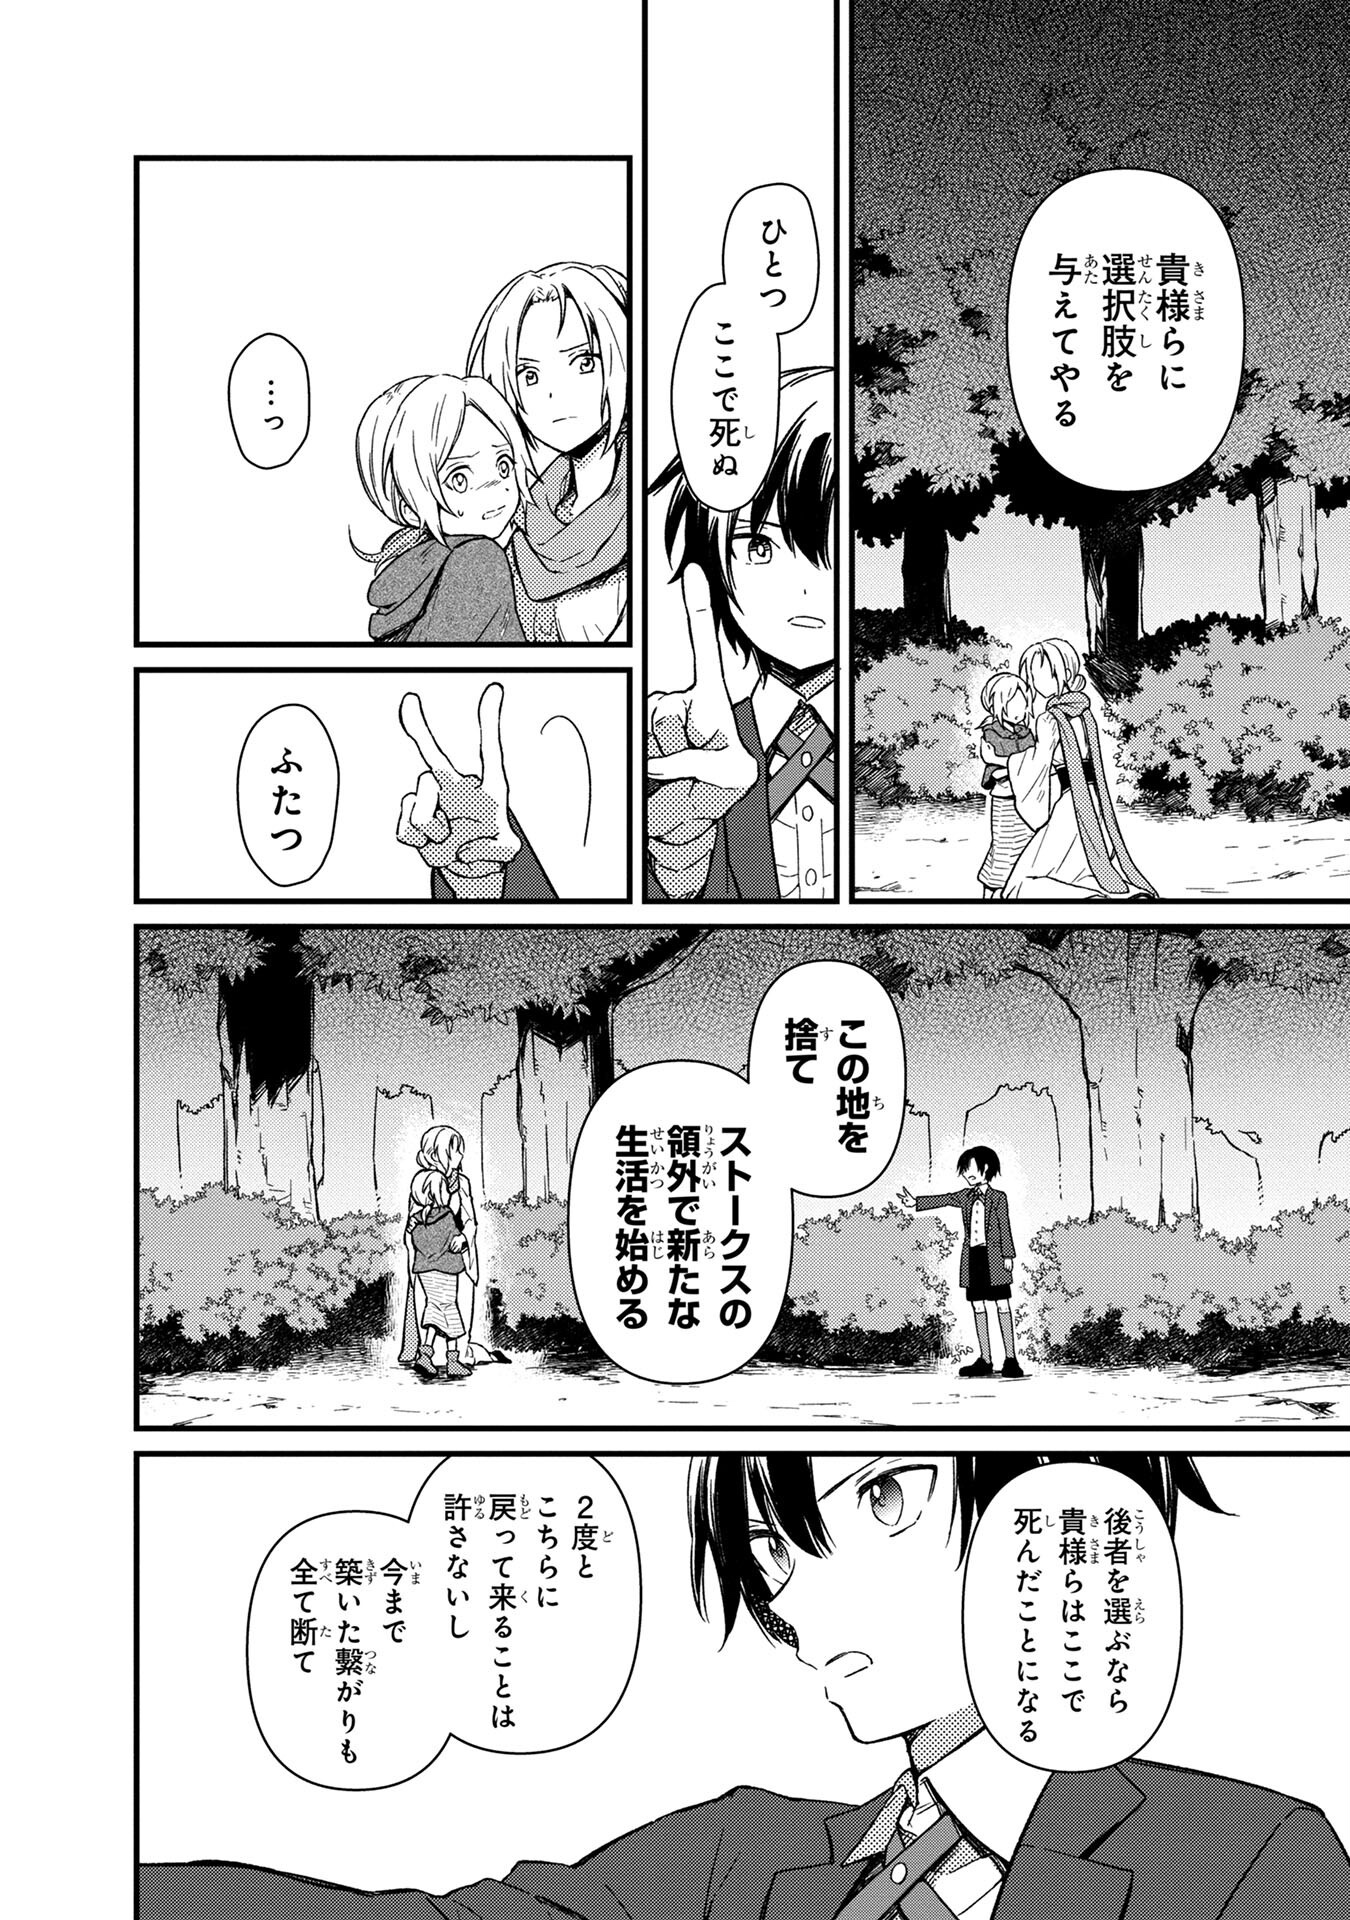 貴様らに
選択肢を
与えてやる
ひとつ
ここで死ぬ
…っ
ふたつ
この地を
捨て
ストークスの
領外で新たな
生活を始める
後者を選ぶなら
貴様らはここで
死んだことになる
2度と
こちらに
戻って来ることは
許さないし
今まで
築いた繋がりも
全て断て